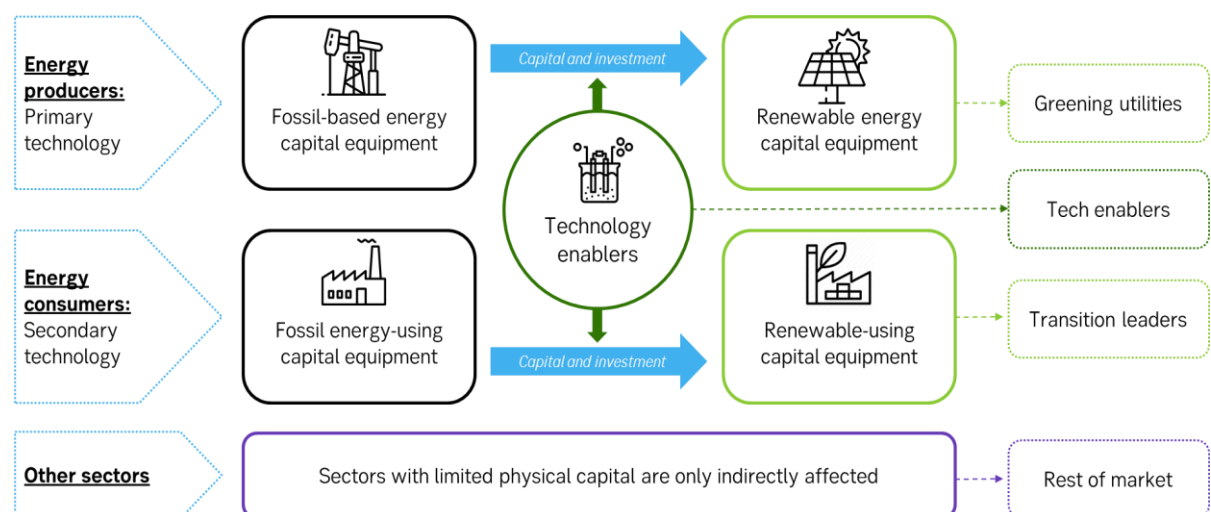 Energy
producers:
Primary
technology
Fossil-based energy
capital equipment
Capital and investment
Renewable energy
capital equipment
Greening utilities
Technology
enablers
Tech enablers
Energy
consumers:
Secondary
technology
Fossil energy-using
capital equipment
Capital and investment
Renewable-using
capital equipment
Transition leaders
Other sectors
Sectors with limited physical capital are only indirectly affected
Rest of market